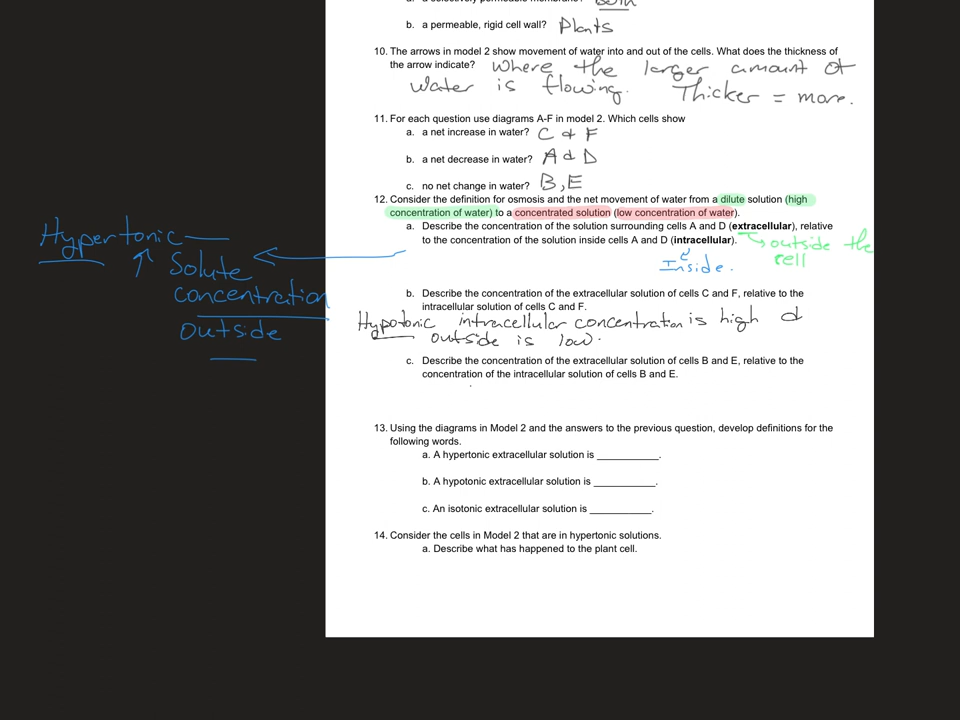 b. a permeable, rigid cell wall? Plants
10. The arrows in model 2 show movement of water into and out of the cells. What does the thickness of
the arrow indicate? Where the larger amount of
water is flowing. Thicker = more.
11. For each question use diagrams A-F in model 2. Which cells show
a. a net increase in water? C & F
b. a net decrease in water? A & D
c. no net change in water? B, E
12. Consider the definition for osmosis and the net movement of water from a dilute solution (high
concentration of water) to a concentrated solution (low concentration of water).
a. Describe the concentration of the solution surrounding cells A and D (extracellular), relative
to the concentration of the solution inside cells A and D (intracellular).
outside the
cell
Inside.
Hypertonic
↑ Solute
concentration
outside
b. Describe the concentration of the extracellular solution of cells C and F, relative to the
intracellular solution of cells C and F.
Hypotonic intracellular concentration is high &
outside is low.
c. Describe the concentration of the extracellular solution of cells B and E, relative to the
concentration of the intracellular solution of cells B and E.
13. Using the diagrams in Model 2 and the answers to the previous question, develop definitions for the
following words.
a. A hypertonic extracellular solution is ___________.
b. A hypotonic extracellular solution is ___________.
c. An isotonic extracellular solution is ___________.
14. Consider the cells in Model 2 that are in hypertonic solutions.
a. Describe what has happened to the plant cell.